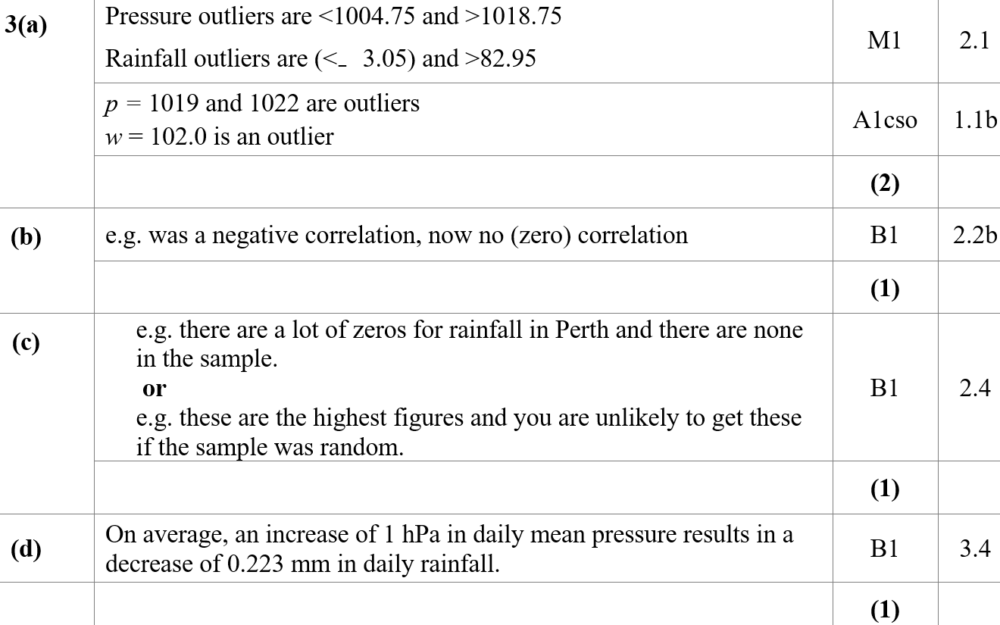 3(a)
Pressure outliers are <1004.75 and >1018.75
M1
2.1
Rainfall outliers are (<- 3.05) and >82.95
p = 1019 and 1022 are outliers
w = 102.0 is an outlier
A1cso
1.1b
(2)
(b)
e.g. was a negative correlation, now no (zero) correlation
B1
2.2b
(1)
(c)
e.g. there are a lot of zeros for rainfall in Perth and there are none
in the sample.
or
e.g. these are the highest figures and you are unlikely to get these
if the sample was random.
B1
2.4
(1)
(d)
On average, an increase of 1 hPa in daily mean pressure results in a
decrease of 0.223 mm in daily rainfall.
B1
3.4
(1)